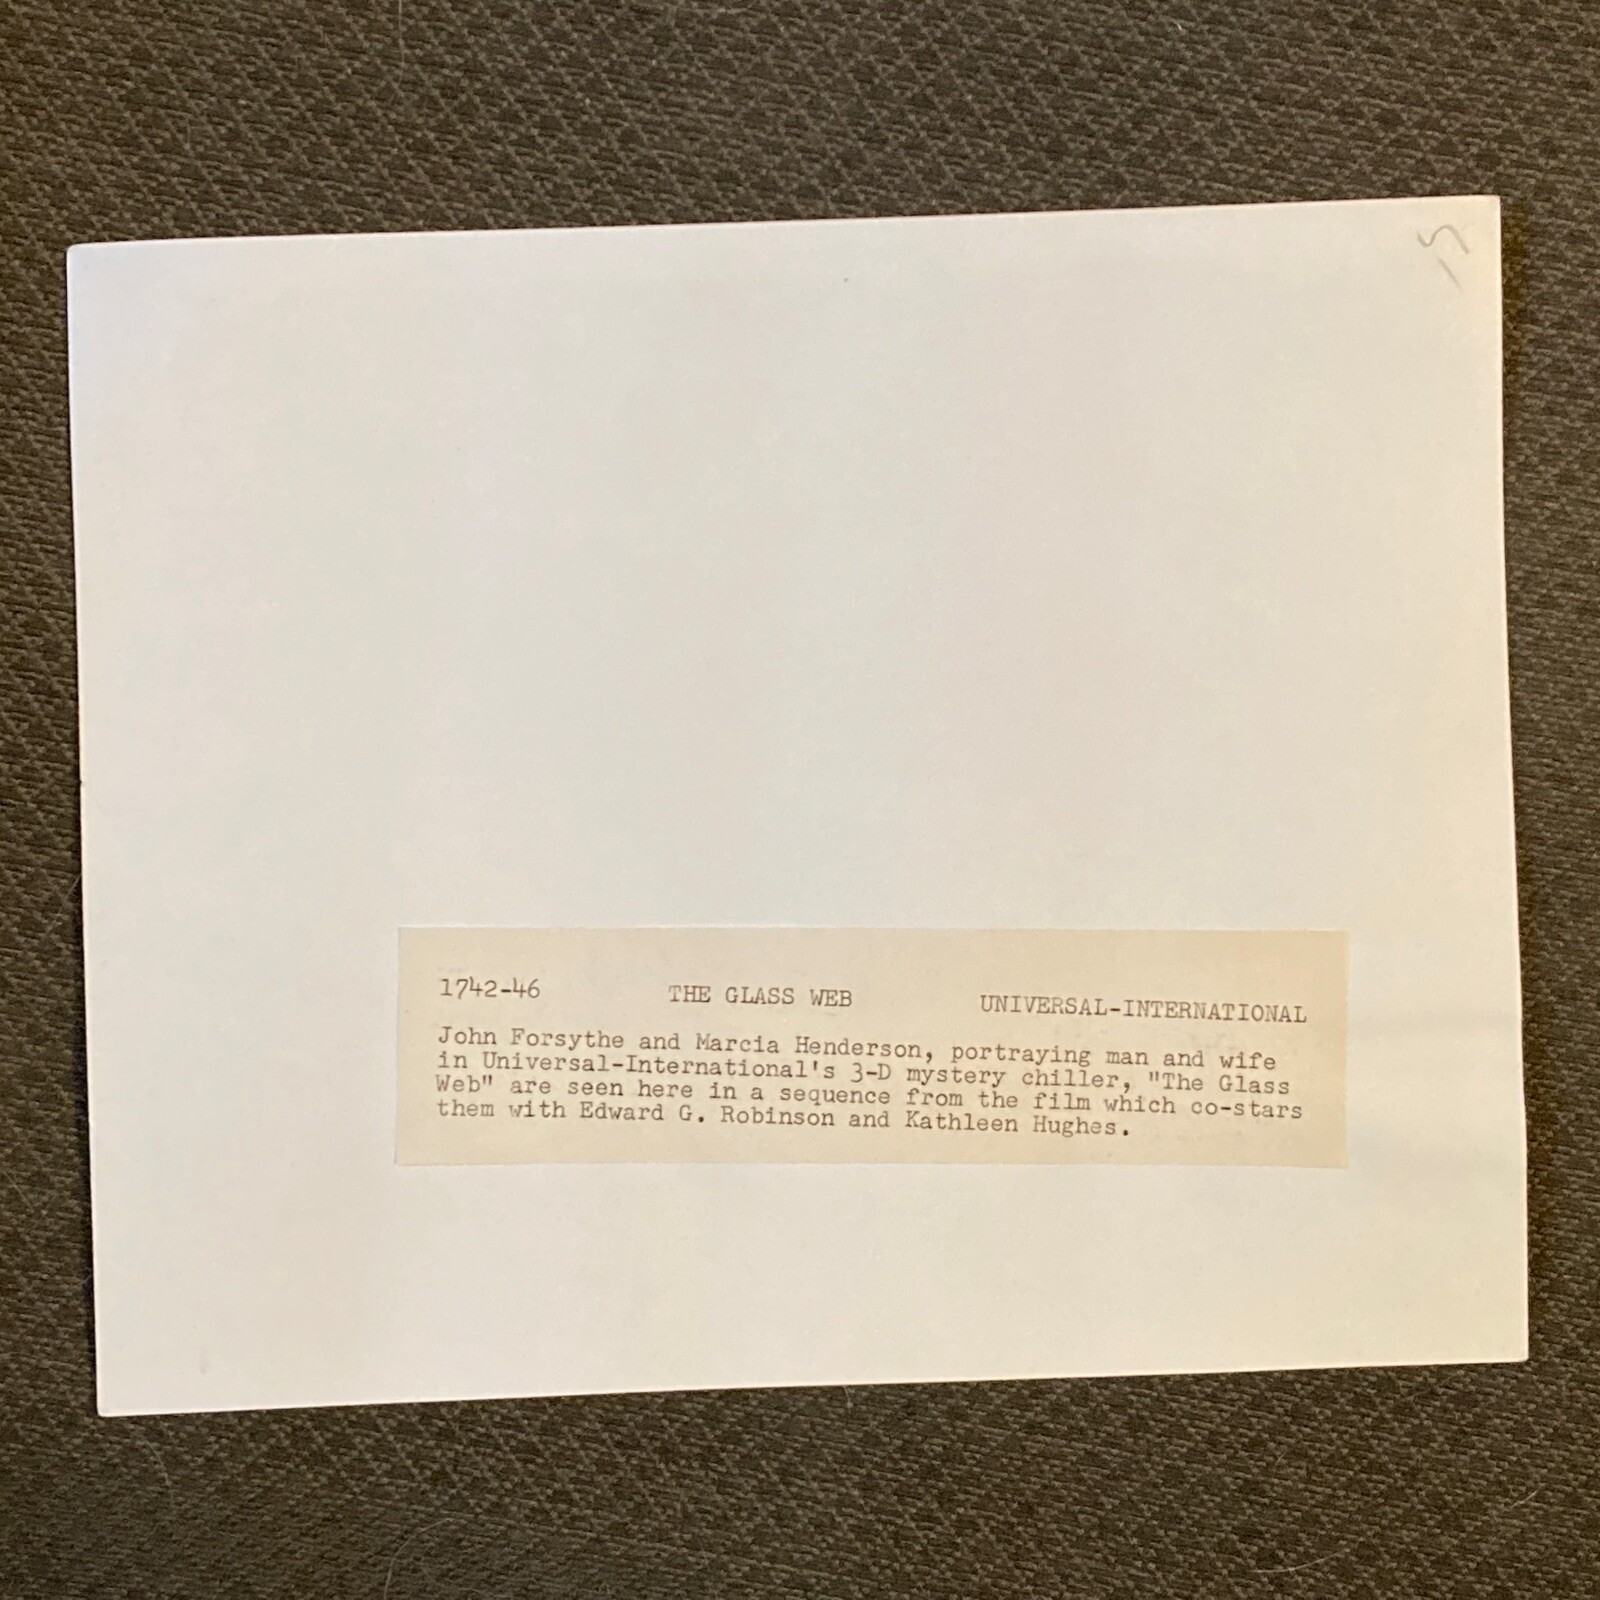 1742-46 THE GLASS WEB UNIVERSAL-INTERNATIONAL
John Forsythe and Marcia Henderson, portraying man and wife
in Universal-International's 3-D mystery chiller, "The Glass
Web" are seen here in a sequence from the film which co-stars
them with Edward G. Robinson and Kathleen Hughes.